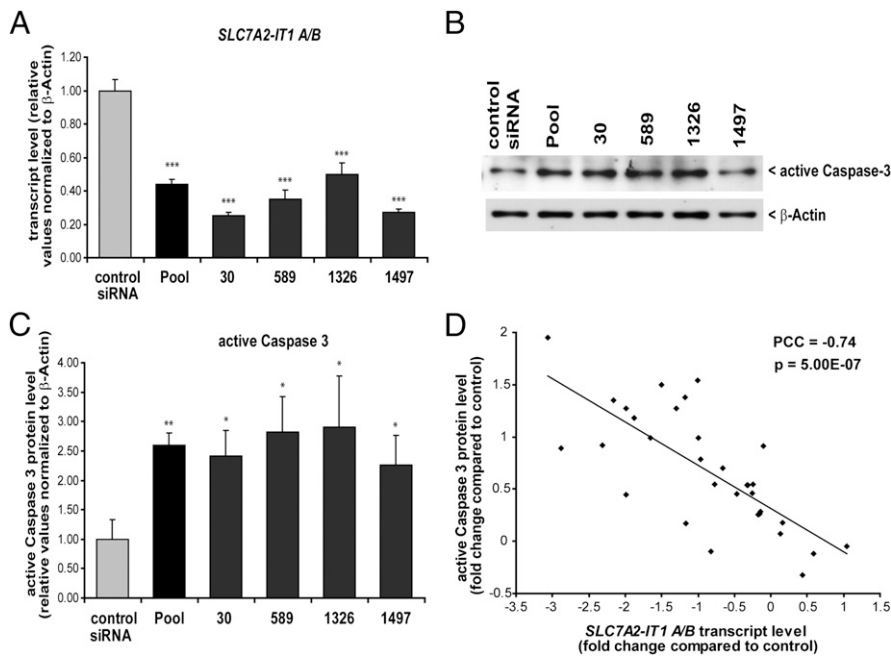 A
SLC7A2-IT1 A/B
transcript level (relative
values normalized to β-Actin)
1.20
1.00
0.80
0.60
0.40
0.20
0.00
***
***
***
***
***
control
siRNA
Pool
30
589
1326
1497
B
control
siRNA
Pool
30
589
1326
1497
< active Caspase-3
< β-Actin
C
active Caspase 3
active Caspase 3 protein level
(relative values normalized to β-Actin)
4.00
3.50
3.00
2.50
2.00
1.50
1.00
0.50
0.00
**
*
*
*
*
control
siRNA
Pool
30
589
1326
1497
D
PCC = -0.74
p = 5.00E-07
active Caspase 3 protein level
(fold change compared to control)
2
1.5
1
0.5
0
0.5
-3.5 -3 -2.5 -2 -1.5 -1 -0.5 0 0.5 1 1.5
SLC7A2-IT1 A/B transcript level
(fold change compared to control)